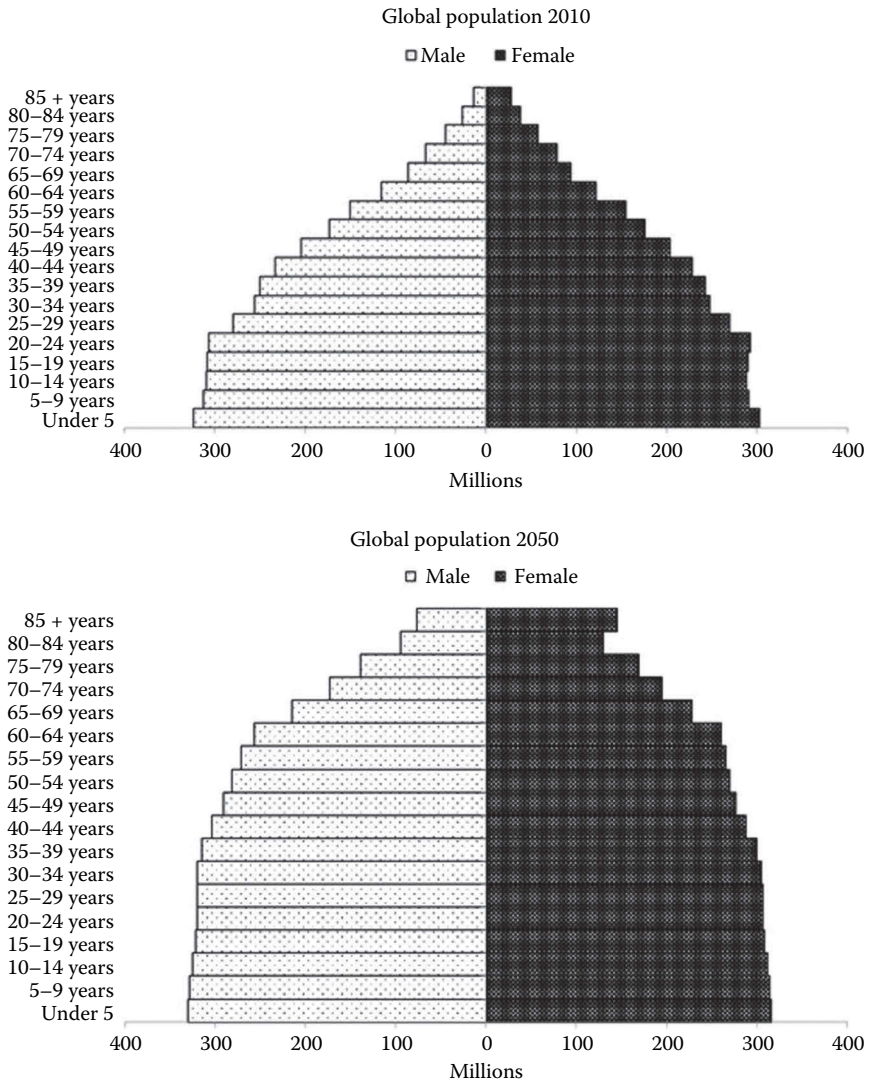 Global population 2010
Male Female
85 + years
80–84 years
75–79 years
70–74 years
65–69 years
60–64 years
55–59 years
50–54 years
45–49 years
40–44 years
35–39 years
30–34 years
25–29 years
20–24 years
15–19 years
10–14 years
5–9 years
Under 5
400 300 200 100 0 100 200 300 400
Millions
Global population 2050
Male Female
85 + years
80–84 years
75–79 years
70–74 years
65–69 years
60–64 years
55–59 years
50–54 years
45–49 years
40–44 years
35–39 years
30–34 years
25–29 years
20–24 years
15–19 years
10–14 years
5–9 years
Under 5
400 300 200 100 0 100 200 300 400
Millions